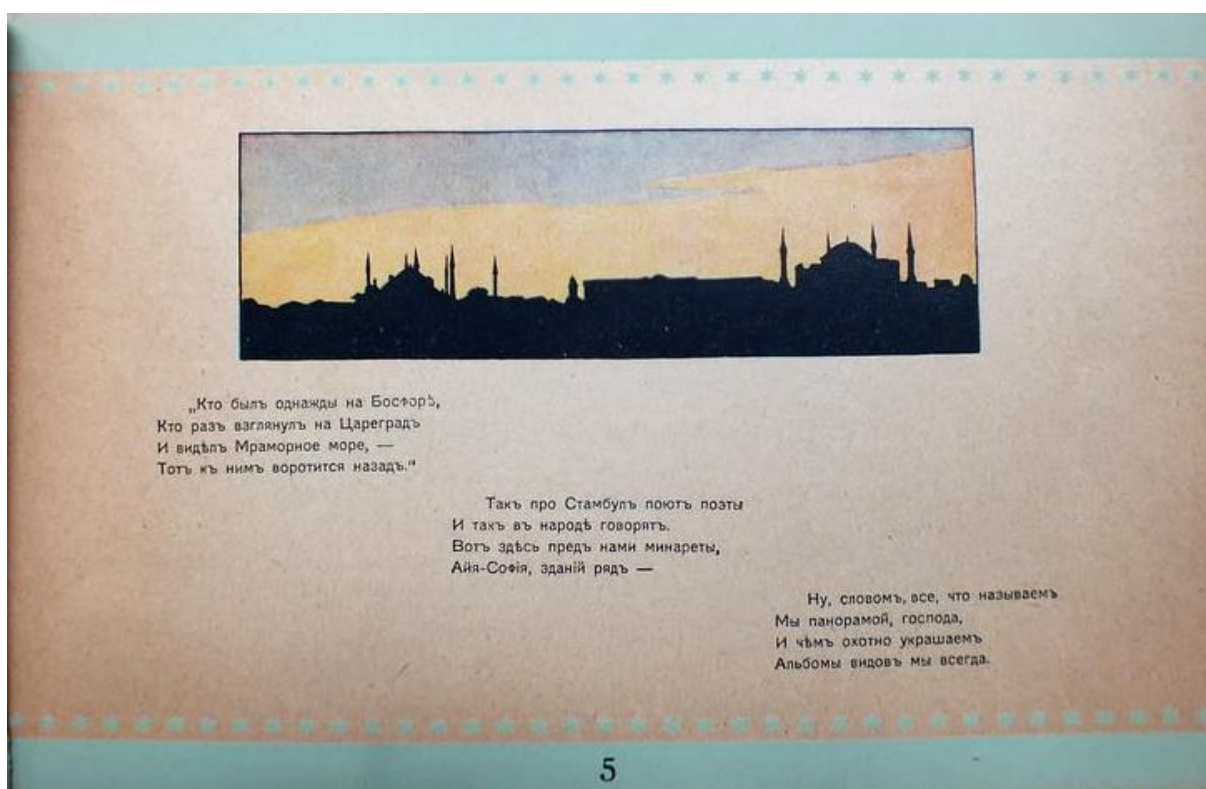 „Кто былъ однажды на Босфорѣ,
Кто разъ взглянулъ на Цареградъ
И видѣлъ Мраморное море, —
Тотъ къ нимъ воротится назадъ."
Такъ про Стамбулъ поютъ поэты
И такъ въ народѣ говорятъ.
Вотъ здѣсь предъ нами минареты,
Айя-Софія, зданій рядъ —
Ну, словомъ, все, что называемъ
Мы панорамой, господа,
И чѣмъ охотно украшаемъ
Альбомы видовъ мы всегда.
5